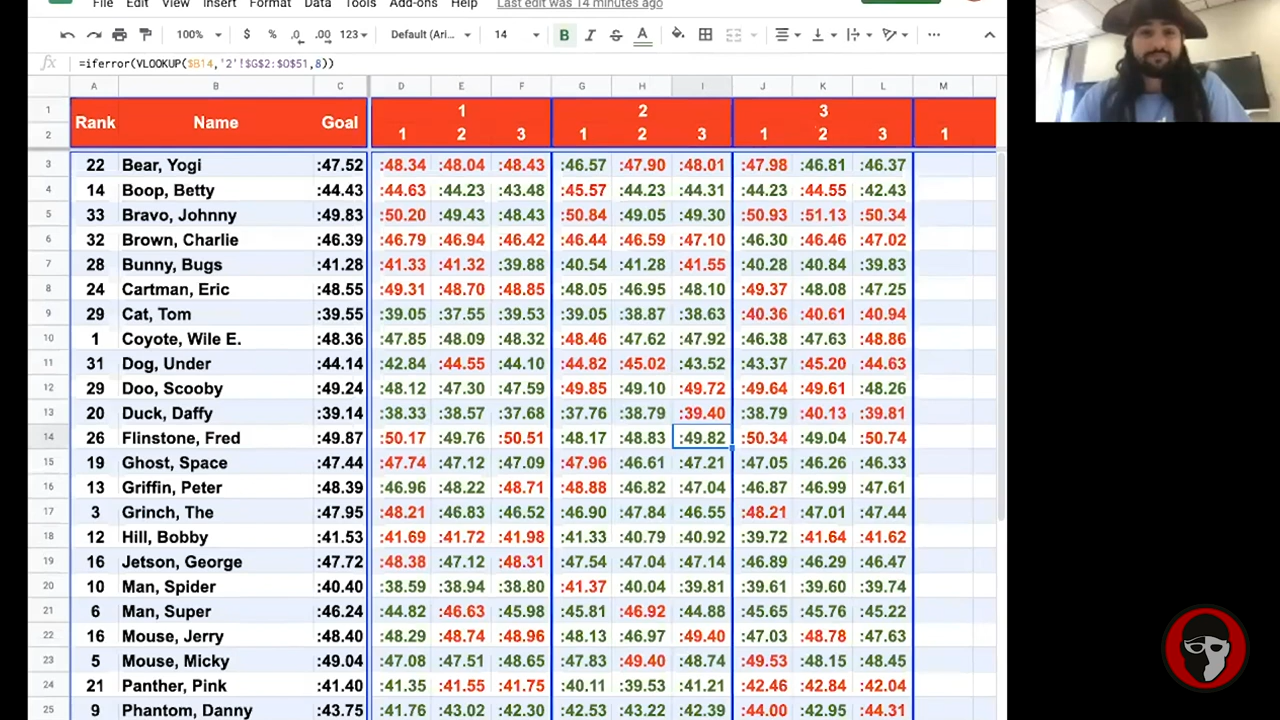 File Edit View Insert Format Data Tools Add-ons Help Last edit was 14 minutes ago
100% $ % .0 .00 123 Default (Ari... 14 B I S A
fx =iferror(VLOOKUP($B14,'2'!$G$2:$O$51,8))
A B C D E F G H I J K L M
1 Rank Name Goal 1 2 3
2 1 2 3 1 2 3 1 2 3 1
3 22 Bear, Yogi :47.52 :48.34 :48.04 :48.43 :46.57 :47.90 :48.01 :47.98 :46.81 :46.37
4 14 Boop, Betty :44.43 :44.63 :44.23 :43.48 :45.57 :44.23 :44.31 :44.23 :44.55 :42.43
5 33 Bravo, Johnny :49.83 :50.20 :49.43 :48.43 :50.84 :49.05 :49.30 :50.93 :51.13 :50.34
6 32 Brown, Charlie :46.39 :46.79 :46.94 :46.42 :46.44 :46.59 :47.10 :46.30 :46.46 :47.02
7 28 Bunny, Bugs :41.28 :41.33 :41.32 :39.88 :40.54 :41.28 :41.55 :40.28 :40.84 :39.83
8 24 Cartman, Eric :48.55 :49.31 :48.70 :48.85 :48.05 :46.95 :48.10 :49.37 :48.08 :47.25
9 29 Cat, Tom :39.55 :39.05 :37.55 :39.53 :39.05 :38.87 :38.63 :40.36 :40.61 :40.94
10 1 Coyote, Wile E. :48.36 :47.85 :48.09 :48.32 :48.46 :47.62 :47.92 :46.38 :47.63 :48.86
11 31 Dog, Under :44.14 :42.84 :44.55 :44.10 :44.82 :45.02 :43.52 :43.37 :45.20 :44.63
12 29 Doo, Scooby :49.24 :48.12 :47.30 :47.59 :49.85 :49.10 :49.72 :49.64 :49.61 :48.26
13 20 Duck, Daffy :39.14 :38.33 :38.57 :37.68 :37.76 :38.79 :39.40 :38.79 :40.13 :39.81
14 26 Flinstone, Fred :49.87 :50.17 :49.76 :50.51 :48.17 :48.83 :49.82 :50.34 :49.04 :50.74
15 19 Ghost, Space :47.44 :47.74 :47.12 :47.09 :47.96 :46.61 :47.21 :47.05 :46.26 :46.33
16 13 Griffin, Peter :48.39 :46.96 :48.22 :48.71 :48.88 :46.82 :47.04 :46.87 :46.99 :47.61
17 3 Grinch, The :47.95 :48.21 :46.83 :46.52 :46.90 :47.84 :46.55 :48.21 :47.01 :47.44
18 12 Hill, Bobby :41.53 :41.69 :41.72 :41.98 :41.33 :40.79 :40.92 :39.72 :41.64 :41.62
19 16 Jetson, George :47.72 :48.38 :47.12 :48.31 :47.54 :47.04 :47.14 :46.89 :46.29 :46.47
20 10 Man, Spider :40.40 :38.59 :38.94 :38.80 :41.37 :40.04 :39.81 :39.61 :39.60 :39.74
21 6 Man, Super :46.24 :44.82 :46.63 :45.98 :45.81 :46.92 :44.88 :45.65 :45.76 :45.22
22 16 Mouse, Jerry :48.40 :48.29 :48.74 :48.96 :48.13 :46.97 :49.40 :47.03 :48.78 :47.63
23 5 Mouse, Micky :49.04 :47.08 :47.51 :48.65 :47.83 :49.40 :48.74 :49.53 :48.15 :48.45
24 21 Panther, Pink :41.40 :41.35 :41.55 :41.75 :40.11 :39.53 :41.21 :42.46 :42.84 :42.04
25 9 Phantom, Danny :43.75 :41.76 :43.02 :42.30 :42.53 :43.22 :42.39 :44.00 :42.95 :44.31